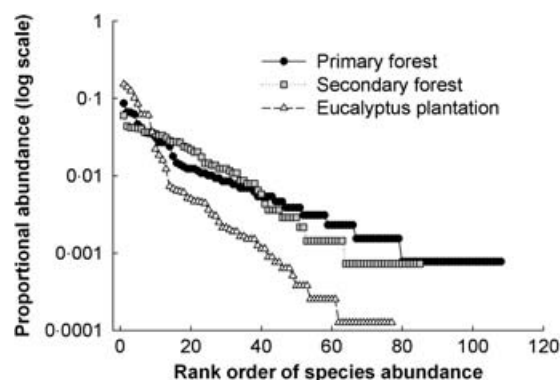 Proportional abundance (log scale)
1
0·1
0·01
0·001
0·0001
Primary forest
Secondary forest
Eucalyptus plantation
0 20 40 60 80 100 120
Rank order of species abundance